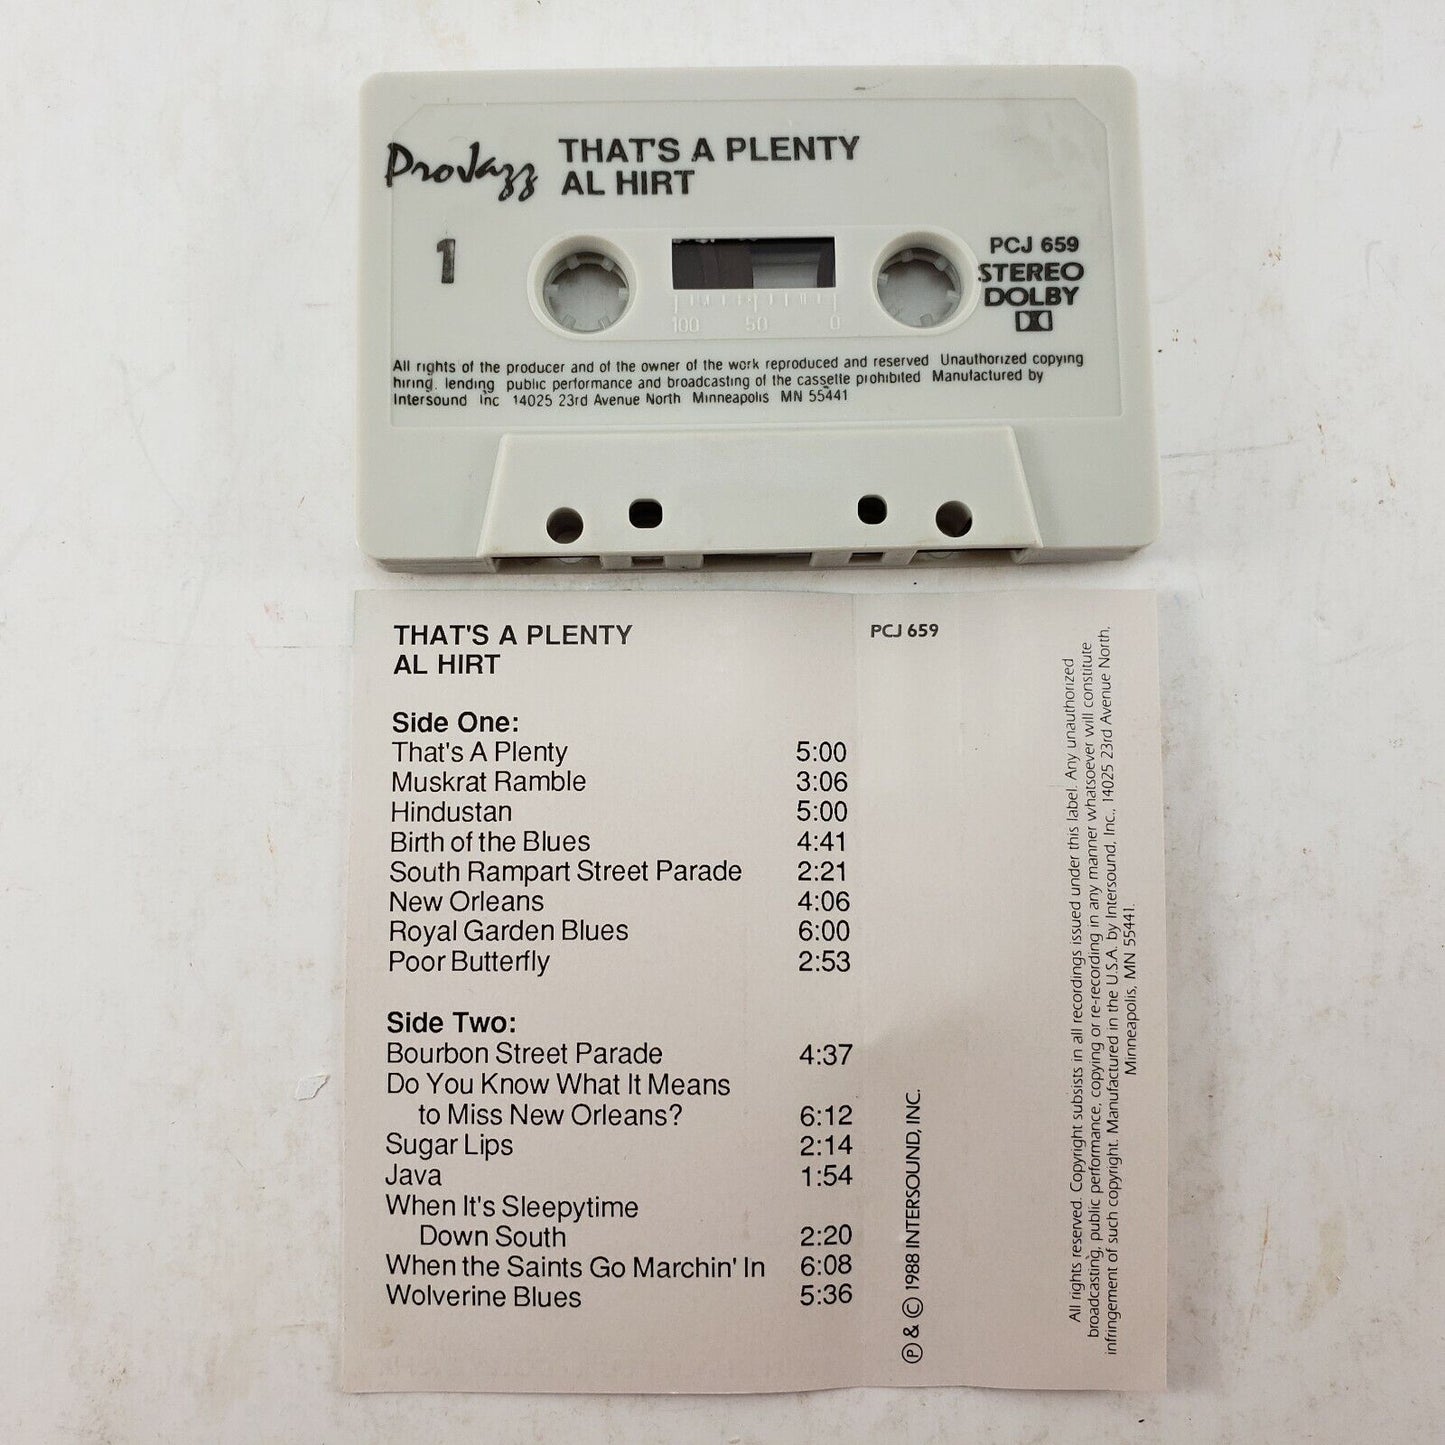 ProJazz
THAT'S A PLENTY
AL HIRT
1
PCJ 659
STEREO
DOLBY
100 50 0
All rights of the producer and of the owner of the work reproduced and reserved Unauthorized copying
hiring. lending public performance and broadcasting of the cassette prohibited Manufactured by
Intersound Inc 14025 23rd Avenue North Minneapolis MN 55441
THAT'S A PLENTY
AL HIRT
Side One:
That's A Plenty 5:00
Muskrat Ramble 3:06
Hindustan 5:00
Birth of the Blues 4:41
South Rampart Street Parade 2:21
New Orleans 4:06
Royal Garden Blues 6:00
Poor Butterfly 2:53
Side Two:
Bourbon Street Parade 4:37
Do You Know What It Means
to Miss New Orleans? 6:12
Sugar Lips 2:14
Java 1:54
When It's Sleepytime
Down South 2:20
When the Saints Go Marchin' In 6:08
Wolverine Blues 5:36
PCJ 659
Ⓟ & © 1988 INTERSOUND, INC.
All rights reserved. Copyright subsists in all recordings issued under this label. Any unauthorized
broadcasting, public performance, copying or re-recording in any manner whatsoever will constitute
infringement of such copyright. Manufactured in the U.S.A. by Intersound, Inc., 14025 23rd Avenue North,
Minneapolis, MN 55441.